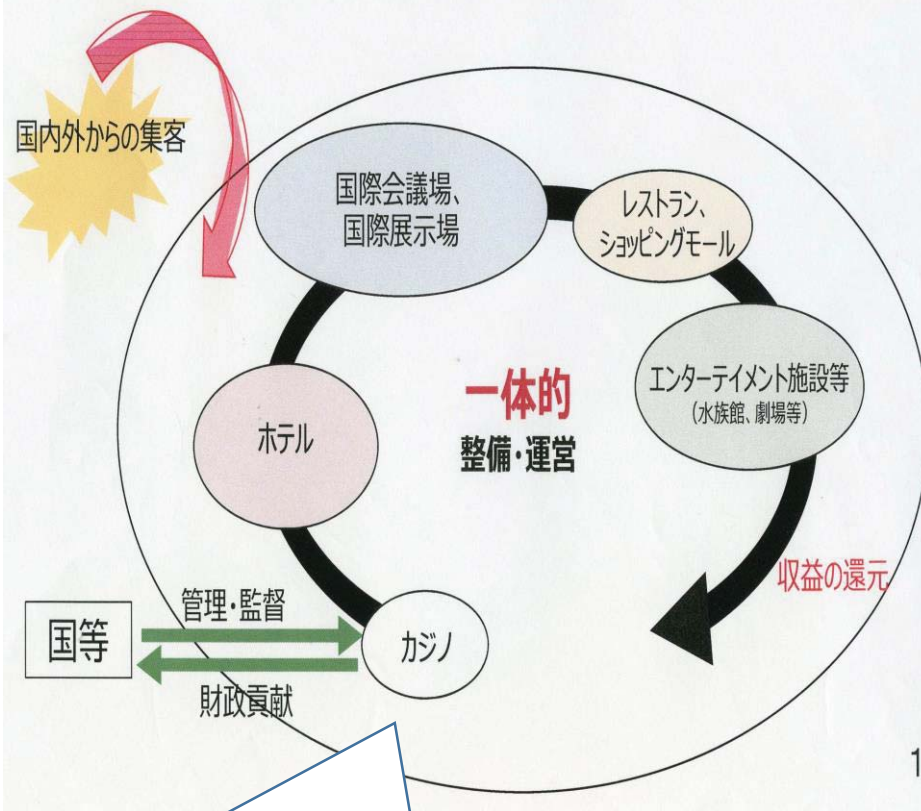 国内外からの集客
国際会議場、
国際展示場
レストラン、
ショッピングモール
エンターテイメント施設等
(水族館、劇場等)
一体的
整備・運営
ホテル
収益の還元
管理・監督
国等
カジノ
財政貢献
1